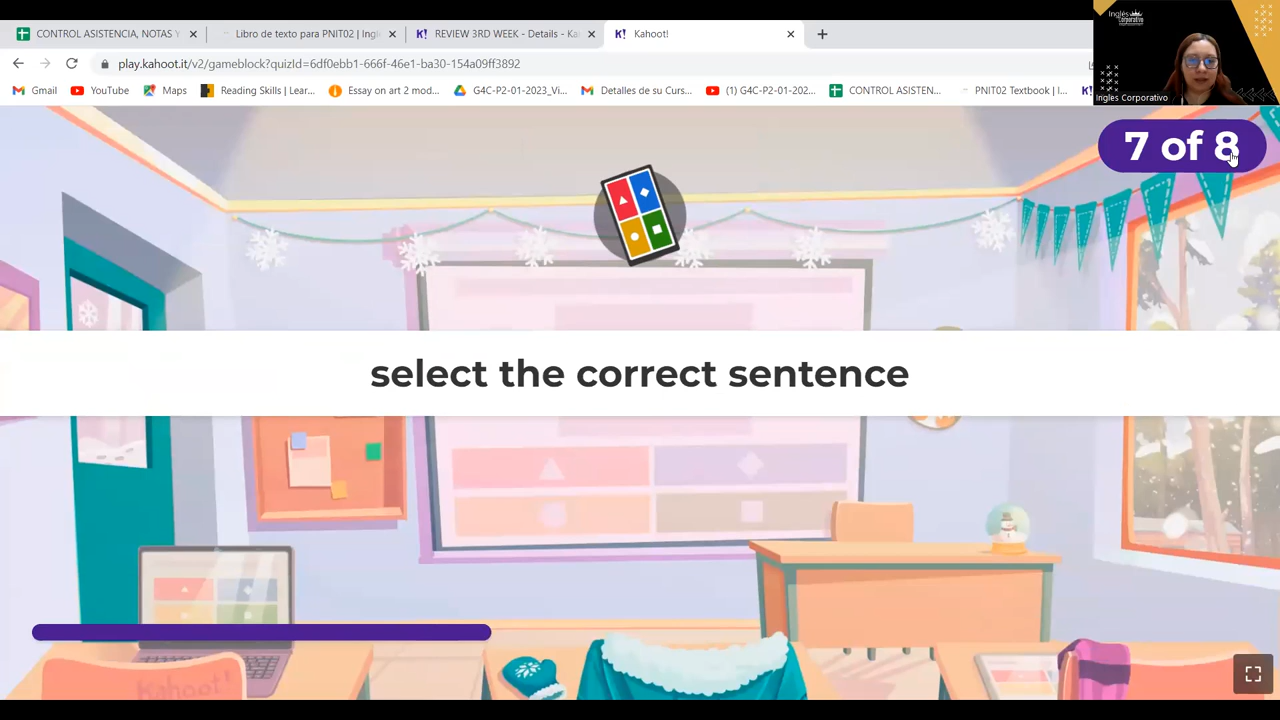 CONTROL ASISTENCIA, NOTAS Y
Libro de texto para PNIT02 | Ingl
K! REVIEW 3RD WEEK - Details - Ka
K! Kahoot!
play.kahoot.it/v2/gameblock?quizId=6df0ebb1-666f-46e1-ba30-154a09ff3892
Gmail
YouTube
Maps
Reading Skills | Lear...
Essay on art 2 mod...
G4C-P2-01-2023_Vi...
Detalles de su Curs...
(1) G4C-P2-01-202...
CONTROL ASISTEN...
PNIT02 Textbook | I...
K!
Inglés
Corporativo
Ingles Corporativo
7 of 8
select the correct sentence
Kahoot!